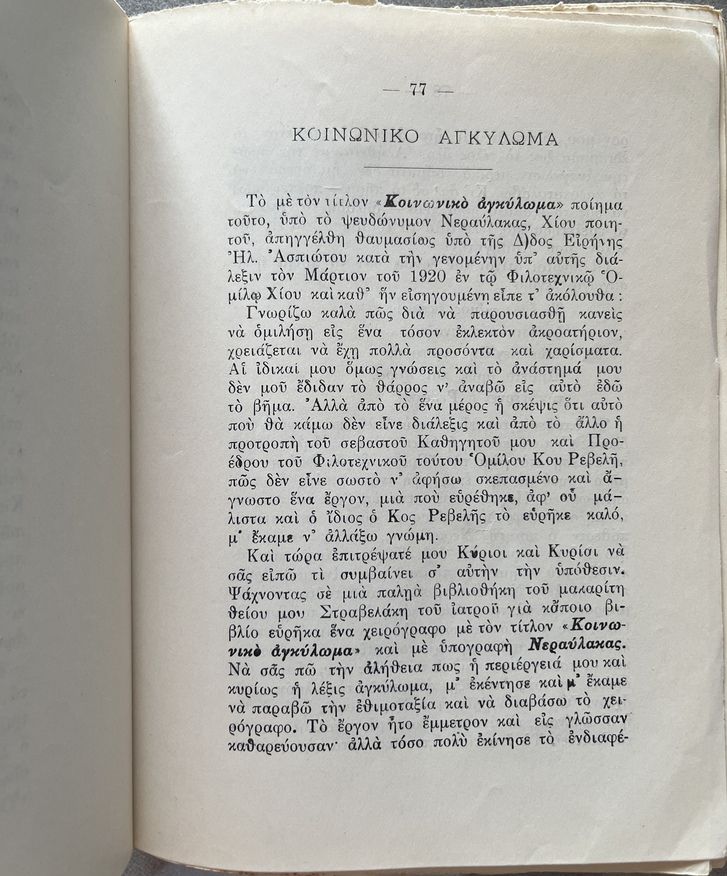 — 77 —
ΚΟΙΝΩΝΙΚΟ ΑΓΚΥΛΩΜΑ
Τὸ μὲ τὸν τίτλον «Κοινωνικὸ ἀγκύλωμα» ποίημα
τοῦτο, ὑπὸ τὸ ψευδώνυμον Νεραύλακας, Χίου ποιη-
τοῦ, ἀπηγγέλθη θαυμασίως ὑπὸ τῆς Δ)δος Εἰρήνης
Ἠλ. Ἀσπιώτου κατὰ τὴν γενομένην ὑπ' αὐτῆς διά-
λεξιν τὸν Μάρτιον τοῦ 1920 ἐν τῷ Φιλοτεχνικῷ Ὁ-
μίλῳ Χίου καὶ καθ' ἣν εἰσηγουμένη εἶπε τ' ἀκόλουθα :
Γνωρίζω καλὰ πῶς διὰ νὰ παρουσιασθῇ κανεὶς
νὰ ὁμιλήσῃ εἰς ἕνα τόσον ἐκλεκτὸν ἀκροατήριον,
χρειάζεται νὰ ἔχῃ πολλὰ προσόντα καὶ χαρίσματα.
Αἱ ἰδικαί μου ὅμως γνώσεις καὶ τὸ ἀνάστημά μου
δὲν μοῦ ἔδιδαν τὸ θάρρος ν' ἀναβῶ εἰς αὐτὸ ἐδῶ
τὸ βῆμα. Ἀλλὰ ἀπὸ τὸ ἕνα μέρος ἡ σκέψις ὅτι αὐτὸ
ποὺ θὰ κάμω δὲν εἶνε διάλεξις καὶ ἀπὸ τὸ ἄλλο ἡ
προτροπὴ τοῦ σεβαστοῦ Καθηγητοῦ μου καὶ Προ-
έδρου τοῦ Φιλοτεχνικοῦ τούτου Ὁμίλου Κου Ρεβελῆ,
πῶς δὲν εἶνε σωστὸ ν' ἀφήσω σκεπασμένο καὶ ἄ-
γνωστο ἕνα ἔργον, μιὰ ποὺ εὑρέθηκε, ἀφ' οὗ μά-
λιστα καὶ ὁ ἴδιος ὁ Κος Ρεβελῆς τὸ εὑρῆκε καλό,
μ' ἔκαμε ν' ἀλλάξω γνώμη.
Καὶ τώρα ἐπιτρέψατέ μου Κύριοι καὶ Κυρίαι νὰ
σᾶς εἰπῶ τὶ συμβαίνει σ' αὐτὴν τὴν ὑπόθεσιν.
Ψάχνοντας σὲ μιὰ παλῃὰ βιβλιοθήκη τοῦ μακαρίτη
θείου μου Στραβελάκη τοῦ ἰατροῦ γιὰ κᾶποιο βι-
βλίο εὑρῆκα ἕνα χειρόγραφο μὲ τὸν τίτλον «Κοινω-
νικὸ ἀγκύλωμα» καὶ μὲ ὑπογραφὴ Νεραύλακας.
Νὰ σᾶς πῶ τὴν ἀλήθεια πως ἡ περιέργειά μου καὶ
κυρίως ἡ λέξις ἀγκύλωμα, μ' ἐκέντησε καὶ μ' ἔκαμε
νὰ παραβῶ τὴν ἐθιμοταξία καὶ νὰ διαβάσω τὸ χει-
ρόγραφο. Τὸ ἔργον ἦτο ἔμμετρον καὶ εἰς γλῶσσαν
καθαρεύουσαν· ἀλλὰ τόσο πολὺ ἐκίνησε τὸ ἐνδιαφέ-